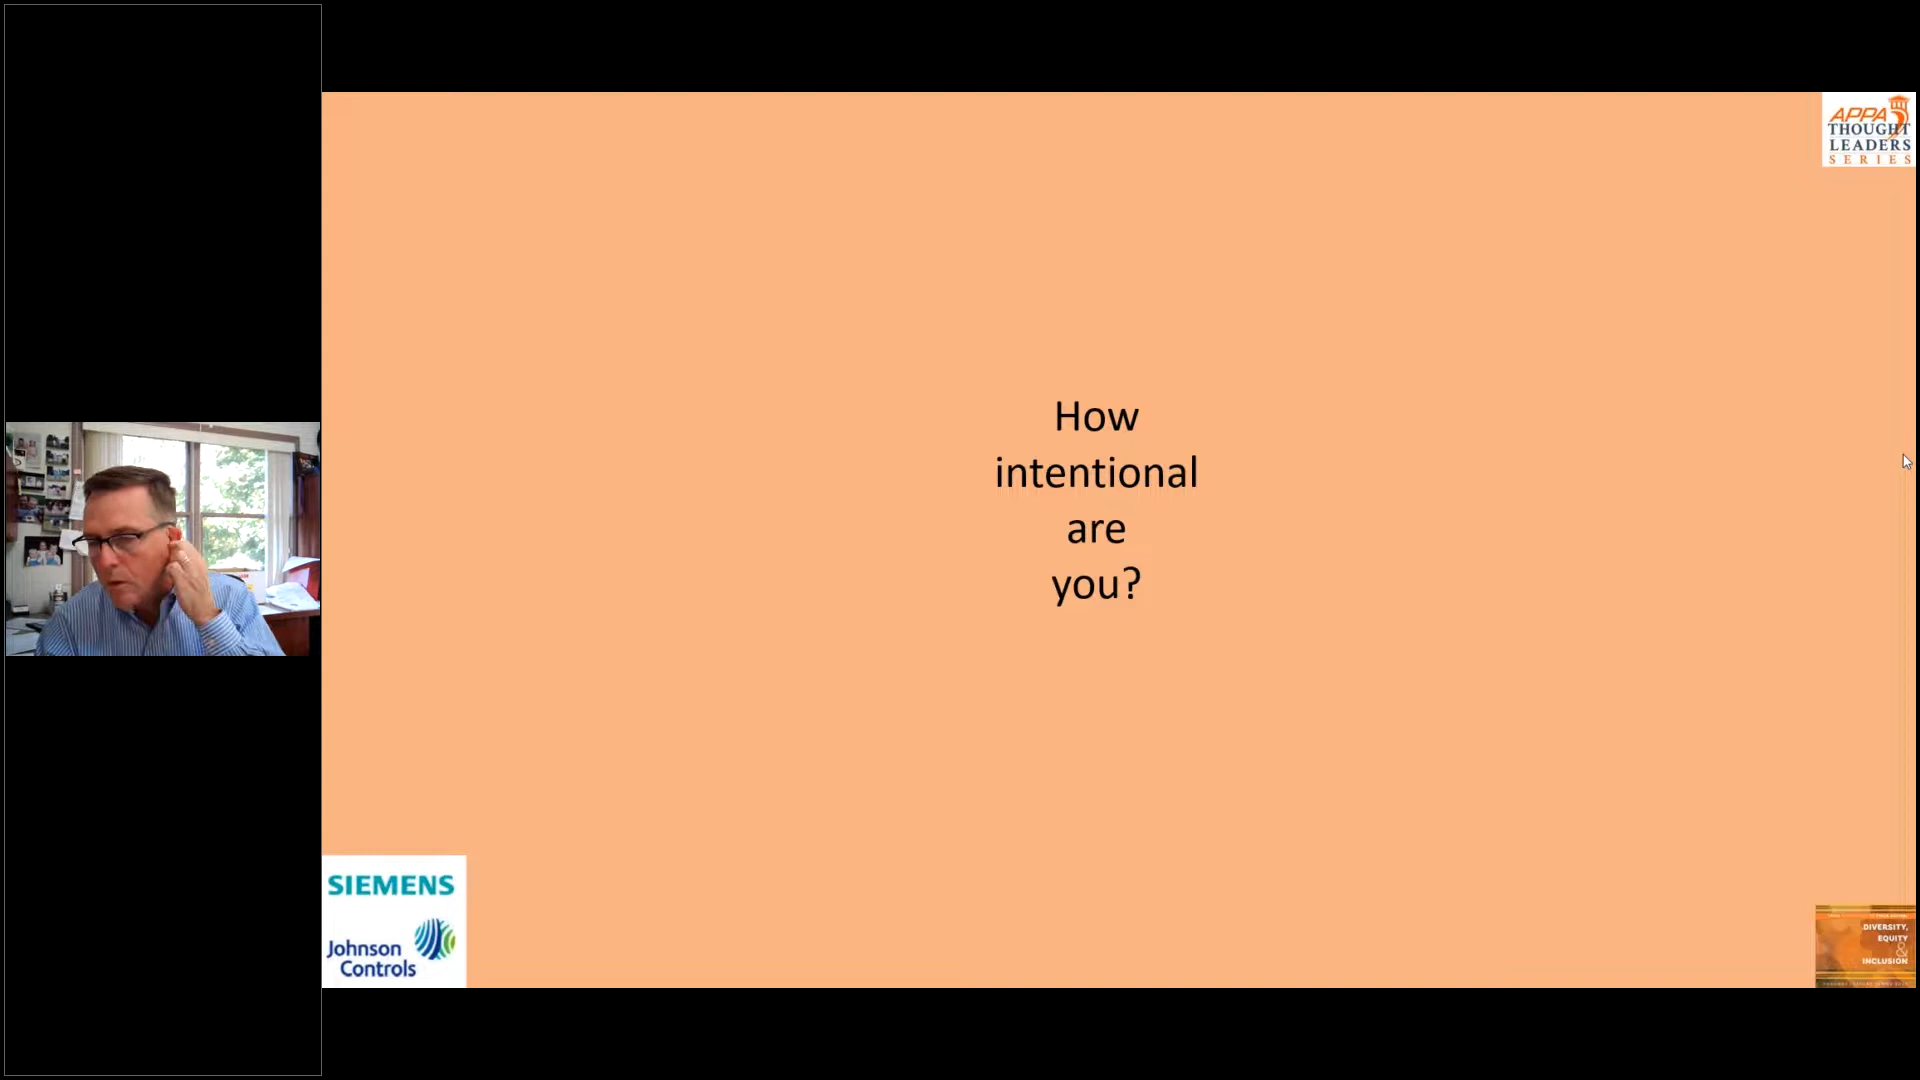 APPA
THOUGHT
LEADERS
SERIES
How
intentional
are
you?
SIEMENS
Johnson
Controls
DIVERSITY,
EQUITY
&
INCLUSION